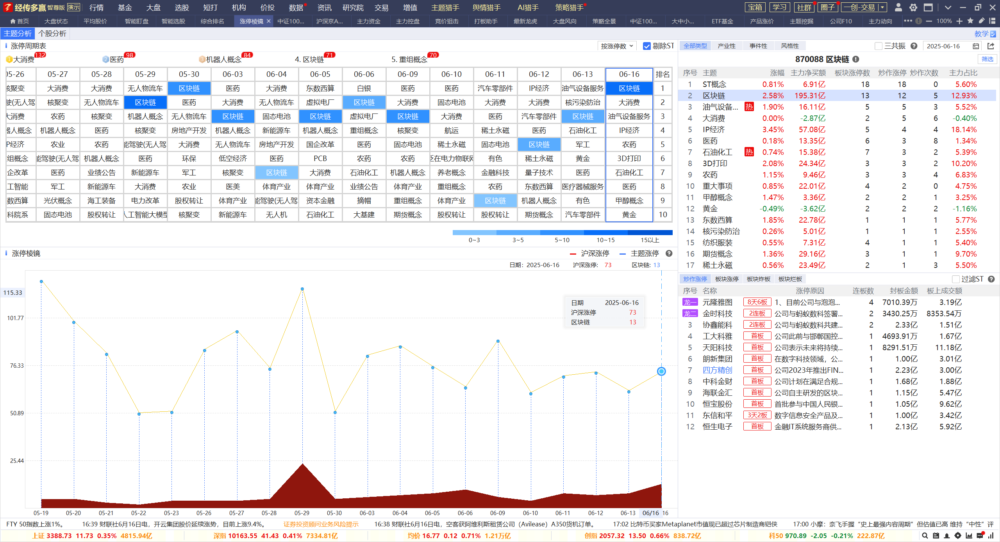 经传多赢 智尊版 演示 行情 基金 大盘 选股 短打 机构 价投 数据 资讯 研究院 交易 增值 主题猎手 舆情猎手 AI猎手 策略猎手 宝箱 学习 社群 圈子 一创-交易
首页 大盘状态 平均股价 智能盯盘 智能选股 综合排名 涨停棱镜 中证100... 沪深京A... 主力资金 主力控盘 竞价狙击 打板助手 最新龙虎 大盘风向 策略全景 中证100... 大中小... ETF基金 产品涨价 主题挖掘 公司F10 主力动向 100%
主题分析 个股分析 教学
涨停周期表 按涨停数 剔除ST
1 大消费 132 2 医药 98 3 机器人概念 84 4. 区块链 71 5. 重组概念 70
05-26 05-27 05-28 05-29 05-30 06-03 06-04 06-05 06-06 06-09 06-10 06-11 06-12 06-13 06-16 排名
核聚变 大消费 大消费 无人物流车 区块链 医药 大消费 东数西算 白银 医药 医药 汽车零部件 IP经济 油气设备服务 区块链 1
驶(无人驾 核聚变 无人物流车 区块链 医药 大消费 无人物流车 虚拟电厂 区块链 大消费 固态电池 大消费 大消费 核污染防治 大消费 2
大消费 农药 核聚变 机器人概念 无人物流车 区块链 固态电池 区块链 虚拟电厂 区块链 大消费 医药 汽车零部件 区块链 油气设备服务 3
器人概念 机器人概念 医药 核聚变 房地产开发 机器人概念 新能源车 机器人概念 重组概念 核聚变 航运 稀土永磁 医药 石油化工 IP经济 4
IP经济 农业 农药 能驾驶(无人驾 大消费 无人物流车 房地产开发 国企改革 医药 固态电池 稀土永磁 固态电池 区块链 军工 农药 5
组概念 能驾驶(无人驾 机器人概念 医药 环保 低空经济 医药 PCB 农药 农药 泛在电力物联网 有色 稀土永磁 黄金 3D打印 6
企改革 医药 业绩公告 新能源车 军工 核聚变 区块链 大消费 石油化工 机器人概念 养老概念 金融科技 量子技术 医药 石油化工 7
工智能 军工 新能源车 大消费 农业 医美 体育产业 体育产业 业绩公告 体育产业 重组概念 农药 东数西算 医疗器械服务 医药 8
数西算 光伏概念 海工装备 电力改革 股权转让 体育产业 能驾驶(无人驾 资本金融 摘帽 重组概念 体育产业 区块链 机器人概念 有色 甲醇概念 9
科院系 固态电池 股权转让 人工智能大模型 核聚变 新能源车 无人机 石油化工 大基建 期货概念 股权转让 股权转让 期货概念 汽车零部件 黄金 10
0~3 3~5 5~10 10~15 15以上
涨停棱镜 沪深涨停 主题涨停
日期: 2025-06-16 沪深涨停: 73 区块链: 13
115.33
101.77
76.33
50.89
25.44
日期 2025-06-16
沪深涨停 73
区块链 13
05-19 05-20 05-21 05-22 05-23 05-26 05-27 05-28 05-29 05-30 06-03 06-04 06-05 06-06 06-09 06-10 06-11 06-12 06-13 06/16 16
全部类型 产业性 事件性 风格性 三共振 2025-06-16
870088 区块链 筛选
序号 主题 涨幅 主力净买额 板块涨停数 炒作涨停 炒作次数 主力占比
1 ST概念 0.81% 6.91亿 18 18 0 5.60%
2 区块链 2.58% 195.31亿 13 12 5 12.93%
3 油气设备... 热 1.90% 16.11亿 5 5 3 5.52%
4 大消费 0.00% -2.87亿 2 5 6 -0.40%
5 IP经济 3.45% 57.08亿 5 4 4 18.14%
6 医药 0.18% 13.35亿 6 3 8 1.34%
7 石油化工 热 0.74% 15.38亿 7 3 2 5.39%
8 3D打印 2.08% 24.34亿 3 3 2 10.20%
9 农药 1.15% 9.46亿 3 3 4 6.83%
10 重大事项 0.85% 22.01亿 4 2 0 4.75%
11 甲醇概念 1.47% 3.36亿 2 2 1 3.25%
12 黄金 -0.49% -3.62亿 2 2 2 -1.16%
13 东数西算 1.85% 22.78亿 1 1 1 5.77%
14 核污染防治 0.26% 5.01亿 1 1 1 2.55%
15 纺织服装 0.55% 7.31亿 4 1 1 5.40%
16 期货概念 1.36% 29.16亿 3 1 1 9.70%
17 稀土永磁 0.56% 23.49亿 2 1 3 5.50%
炒作涨停 板块涨停 板块炸板 板块烂板 过滤ST
序号 名称 涨停原因 连板数 封板金额 板上成交额
龙一 元隆雅图 8天6板 1、目前公司与泡泡... 4 7010.39万 3.19亿
龙二 金时科技 2连板 公司与蚂蚁数科签署... 2 3430.25万 8353.54万
3 协鑫能科 2连板 公司与蚂蚁数科共建... 2 2.33亿 1.51亿
4 工大科雅 首板 公司此前与邯郸国控... 1 4693.91万 1.67亿
5 天阳科技 首板 公司表示未来将持续... 1 8291.51万 11.18亿
6 朗新集团 首板 在数字科技领域，公... 1 1.00亿 3.01亿
7 四方精创 首板 公司2023年推出FIN... 1 2.23亿 3.00亿
8 中科金财 首板 公司计划在满足合规... 1 1.68亿 1.88亿
9 海联金汇 首板 公司自主研发的区块... 1 1.15亿 5.47亿
10 恒宝股份 首板 首批参与中国人民银... 1 1.05亿 9.62亿
11 东信和平 3天2板 数字信息安全产品及... 1 1.00亿 3.42亿
12 恒生电子 首板 金融IT系统服务商供... 1 2.13亿 5.92亿
FTY 50指数上涨1%。 16:39 财联社6月16日电，开云集团股价延续涨势，目前上涨9.4%。 证券投资顾问业务风险提示 16:38 财联社6月16日电，空客获阿维利斯租赁公司（Avilease）A350货机订单。 17:02 比特币买家Metaplanet市值现已超过芯片制造商铠侠 17:00 小摩：奈飞手握“史上最强内容周期”但估值已高 维持“中性”评
上证 3388.73 11.73 0.35% 4815.94亿 深指 10163.55 41.43 0.41% 7334.81亿 均价 16.77 0.12 0.71% 1.21万亿 创指 2057.32 13.50 0.66% 838.72亿 科50 970.89 -2.05 -0.21% 222.87亿